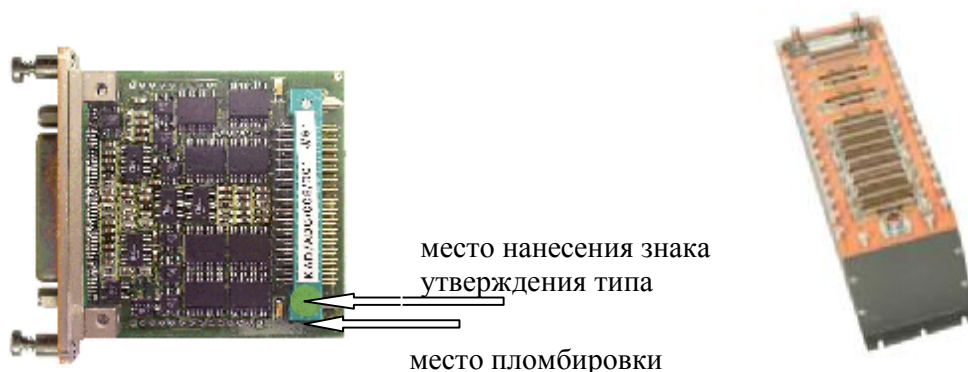 место нанесения знака
утверждения типа
место пломбировки